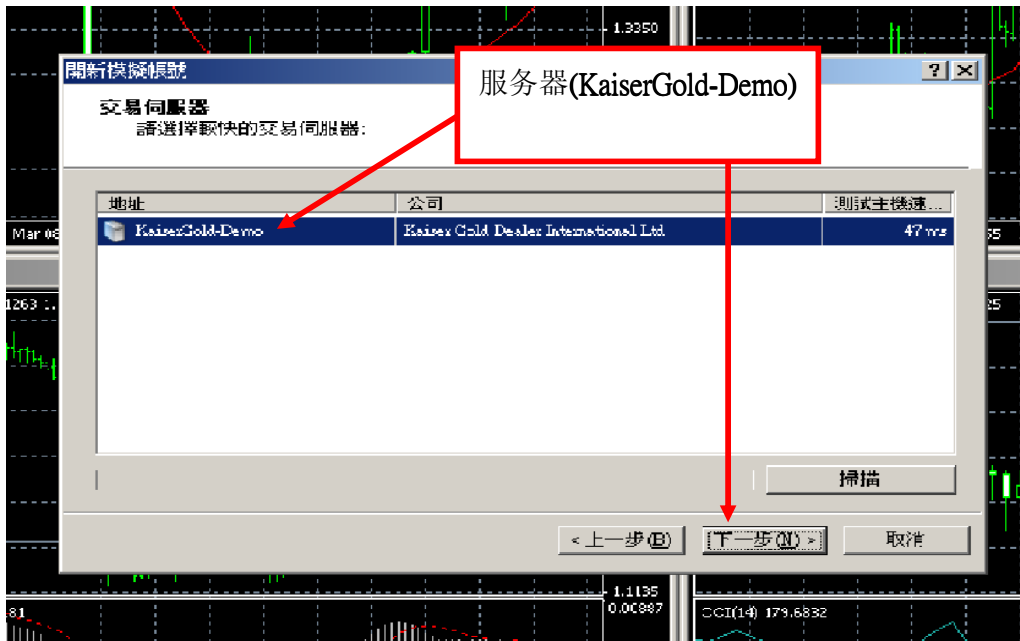 1.3350
開新模擬帳號
服务器(KaiserGold-Demo)
交易伺服器
請選擇較快的交易伺服器:
地址 公司 測試主機速...
KaiserGold-Demo Kaiser Gold Dealer International Ltd 47 ms
Mar
1263
掃描
<上一步(B) 下一步(N)> 取消
1.1135
81 CCI(14) 179.6832